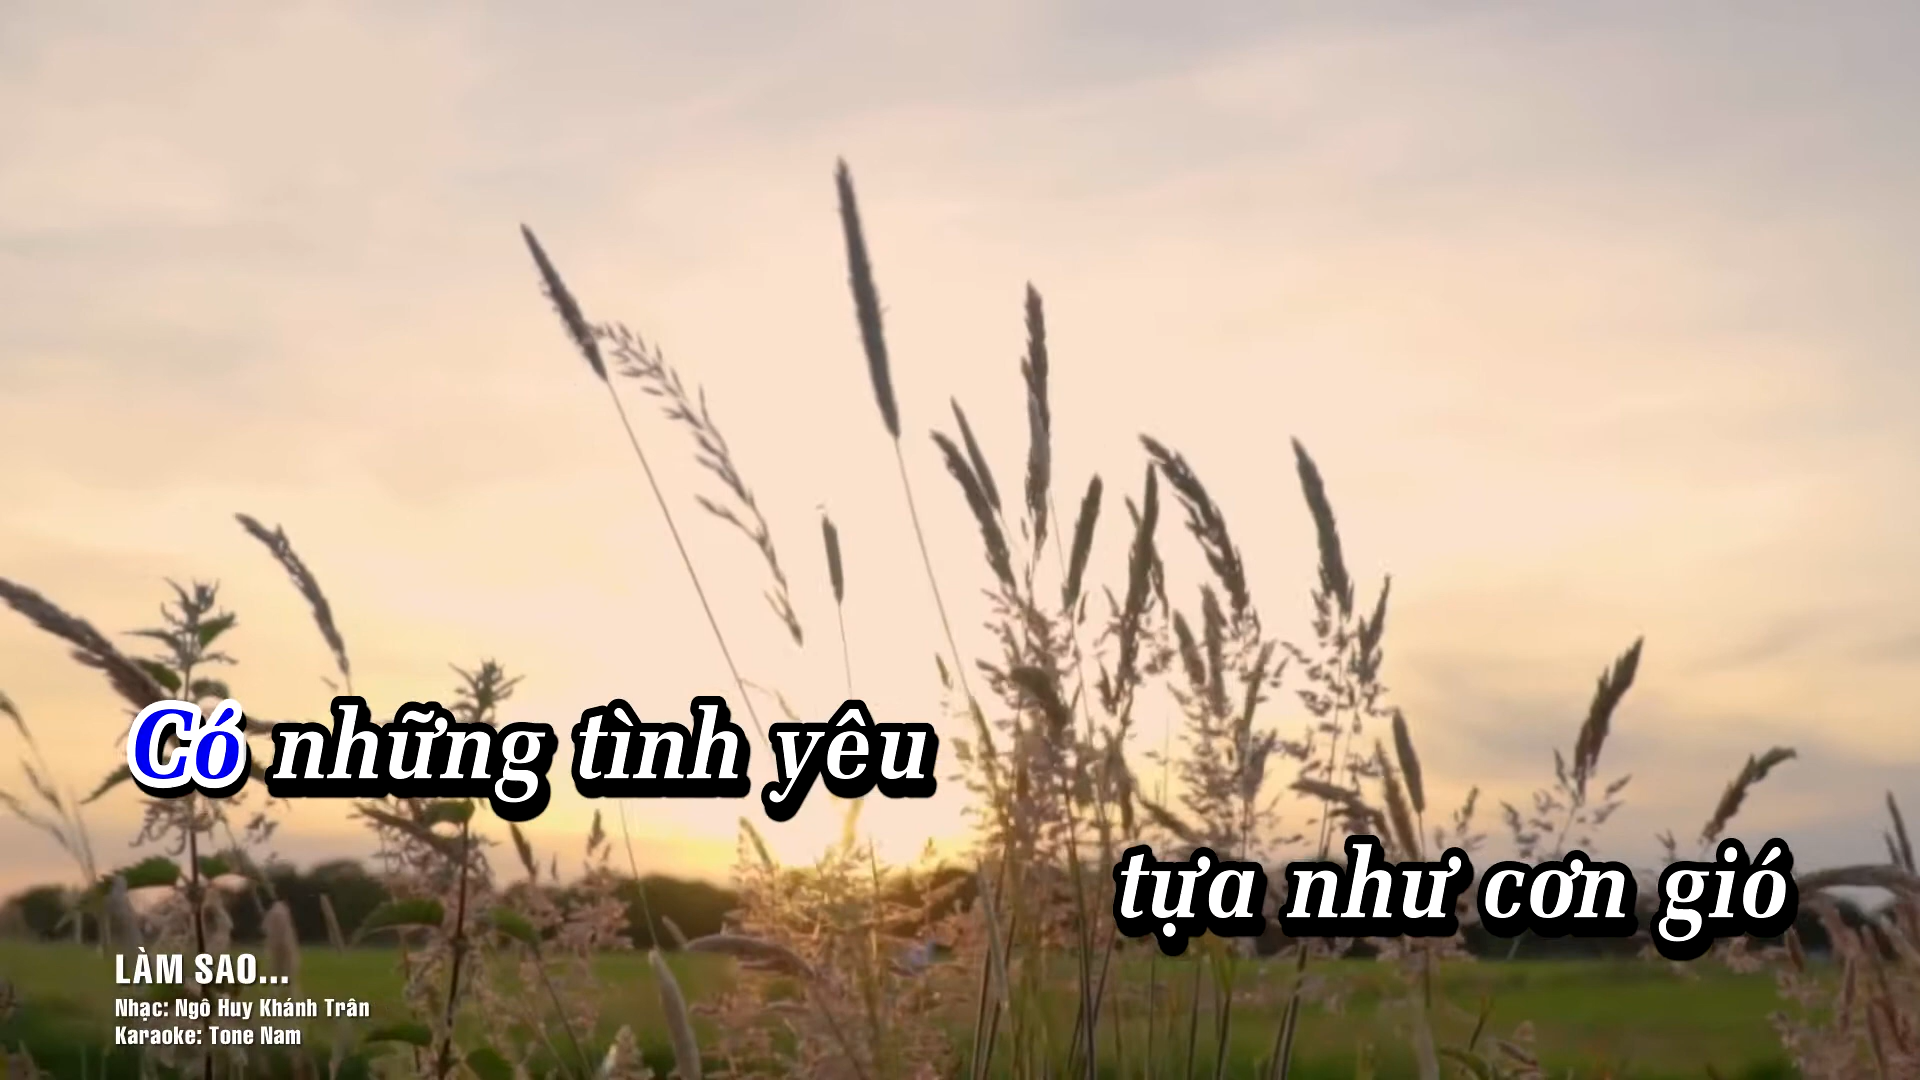 Có những tình yêu
tựa như cơn gió
LÀM SAO...
Nhạc: Ngô Huy Khánh Trân
Karaoke: Tone Nam